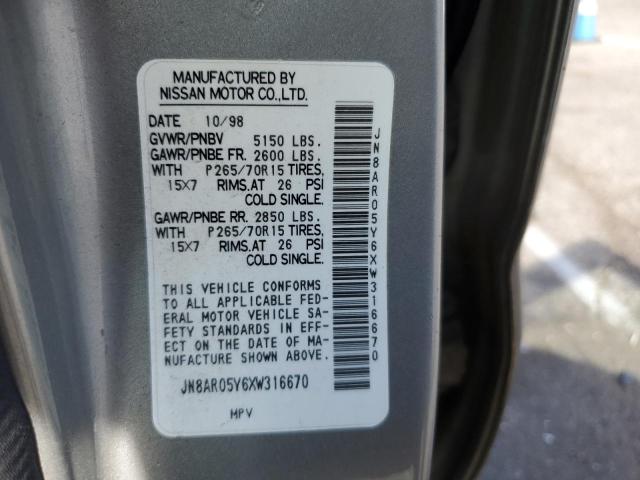 MANUFACTURED BY
NISSAN MOTOR CO.,LTD.
DATE 10/98
GVWR/PNBV 5150 LBS.
GAWR/PNBE FR. 2600 LBS.
WITH P265/70R15 TIRES,
15X7 RIMS.AT 26 PSI
COLD SINGLE.
GAWR/PNBE RR. 2850 LBS.
WITH P265/70R15 TIRES,
15X7 RIMS.AT 26 PSI
COLD SINGLE.
THIS VEHICLE CONFORMS
TO ALL APPLICABLE FED-
ERAL MOTOR VEHICLE SA-
FETY STANDARDS IN EFF-
ECT ON THE DATE OF MAN-
UFACTURE SHOWN ABOVE.
JN8AR05Y6XW316670
MPV
JN8AR05Y6XW316670